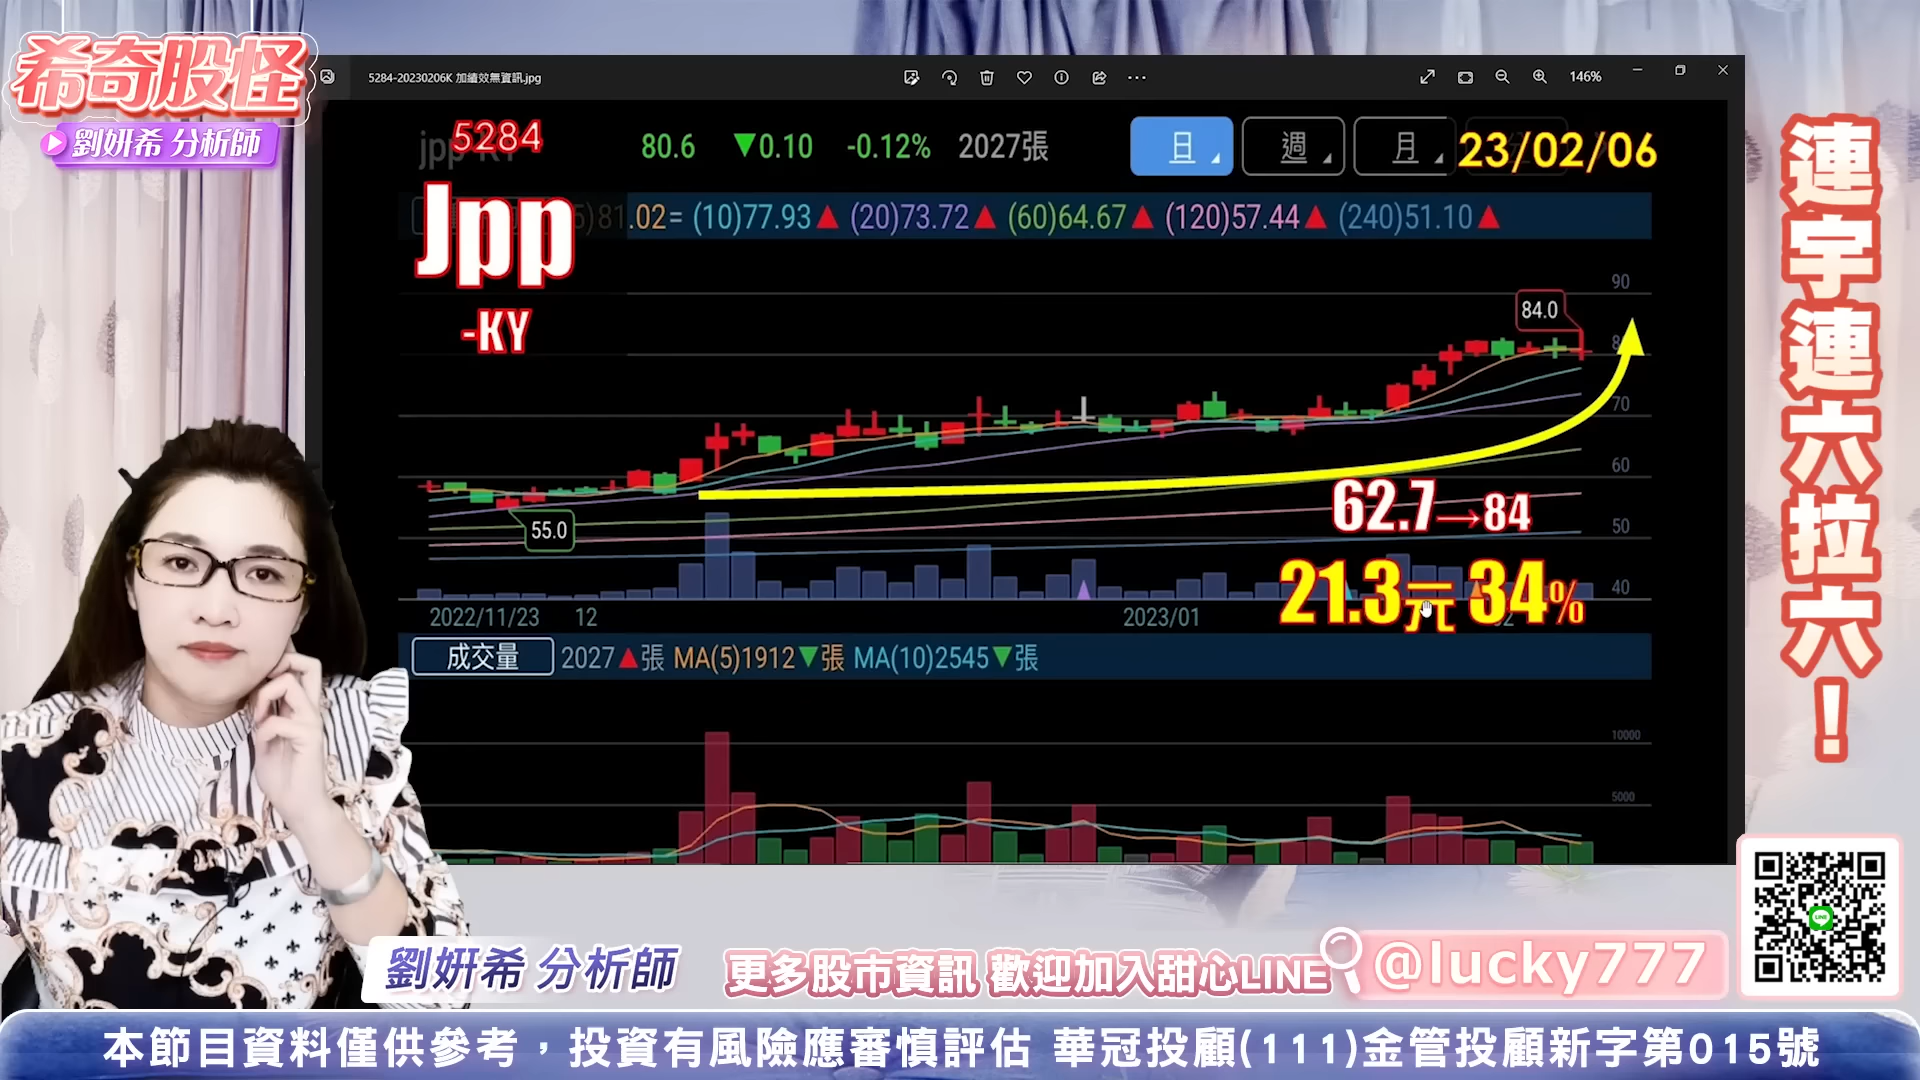 希奇股怪
劉妍希 分析師
5284-20230206K 加績效無資訊.jpg
146%
5284
80.6 ▼0.10 -0.12% 2027張
日 週 月
23/02/06
Jpp
-KY
81.02= (10)77.93▲ (20)73.72▲ (60)64.67▲ (120)57.44▲ (240)51.10▲
90
84.0
70
60
50
40
55.0
62.7→84
21.3元 34%
2022/11/23 12 2023/01
成交量 2027▲張 MA(5)1912▼張 MA(10)2545▼張
10000
5000
連宇連六拉六!
劉妍希 分析師
更多股市資訊 歡迎加入甜心LINE
@lucky777
LINE
本節目資料僅供參考，投資有風險應審慎評估 華冠投顧(111)金管投顧新字第015號